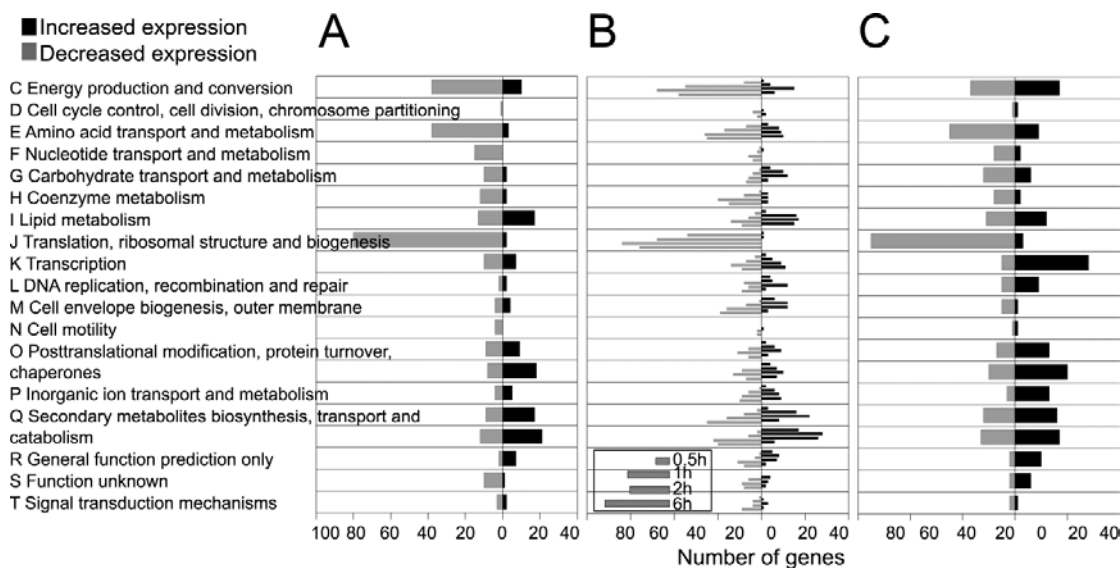 Increased expression
Decreased expression
A
B
C
C Energy production and conversion
D Cell cycle control, cell division, chromosome partitioning
E Amino acid transport and metabolism
F Nucleotide transport and metabolism
G Carbohydrate transport and metabolism
H Coenzyme metabolism
I Lipid metabolism
J Translation, ribosomal structure and biogenesis
K Transcription
L DNA replication, recombination and repair
M Cell envelope biogenesis, outer membrane
N Cell motility
O Posttranslational modification, protein turnover,
chaperones
P Inorganic ion transport and metabolism
Q Secondary metabolites biosynthesis, transport and
catabolism
R General function prediction only
S Function unknown
T Signal transduction mechanisms
0.5h
1h
2h
6h
100 80 60 40 20 0 20 40
80 60 40 20 0 20 40
80 60 40 20 0 20 400
Number of genes